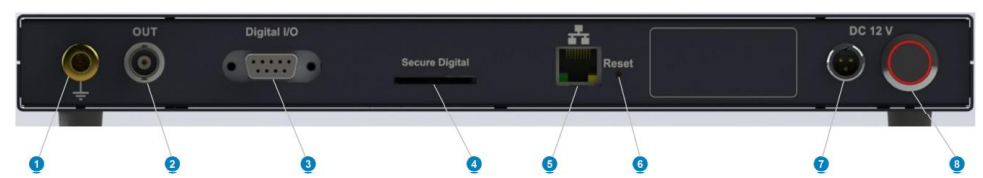 OUT
Digital I/O
Secure Digital
Reset
DC 12 V
1 2 3 4 5 6 7 8